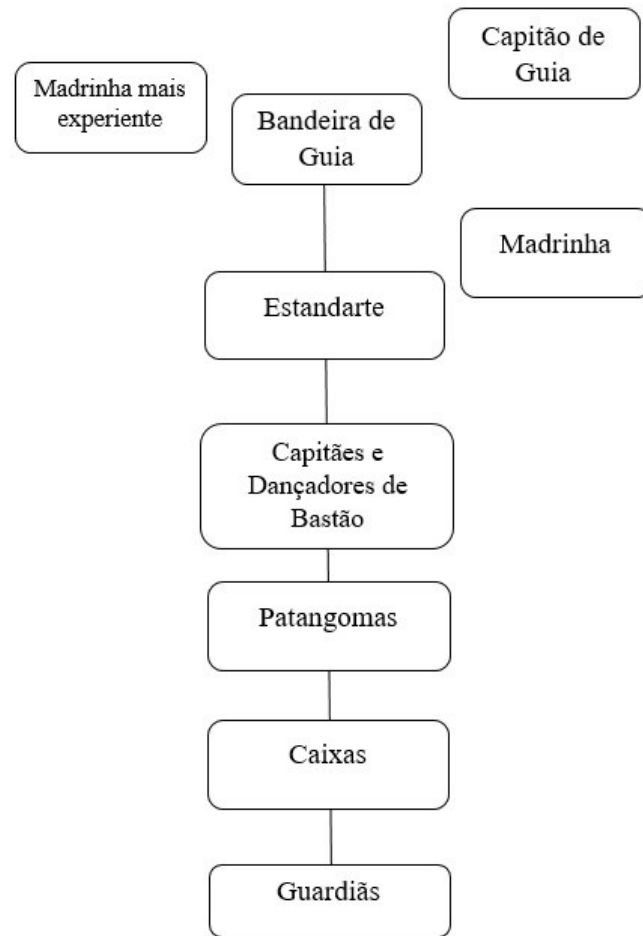 Capitão de
Guia
Madrinha mais
experiente
Bandeira de
Guia
Madrinha
Estandarte
Capitães e
Dançadores de
Bastão
Patangomas
Caixas
Guardiãs